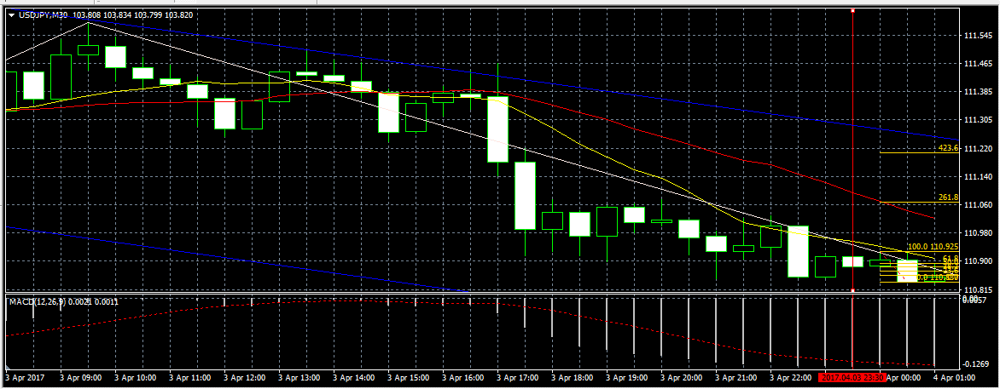 USDJPY,M30 103.808 103.834 103.799 103.820
111.545
111.465
111.385
111.305
111.220
111.140
111.060
110.980
110.900
110.815
423.6
261.8
100.0 110.925
61.8
MACD(12,26,9) 0.0021 0.0011
-0.1269
3 Apr 2017
3 Apr 09:00
3 Apr 10:00
3 Apr 11:00
3 Apr 12:00
3 Apr 13:00
3 Apr 14:00
3 Apr 15:00
3 Apr 16:00
3 Apr 17:00
3 Apr 18:00
3 Apr 19:00
3 Apr 20:00
3 Apr 21:00
3 Apr 22:00
2017.04.03 23:30
Apr 00:00
4 Apr 01:00